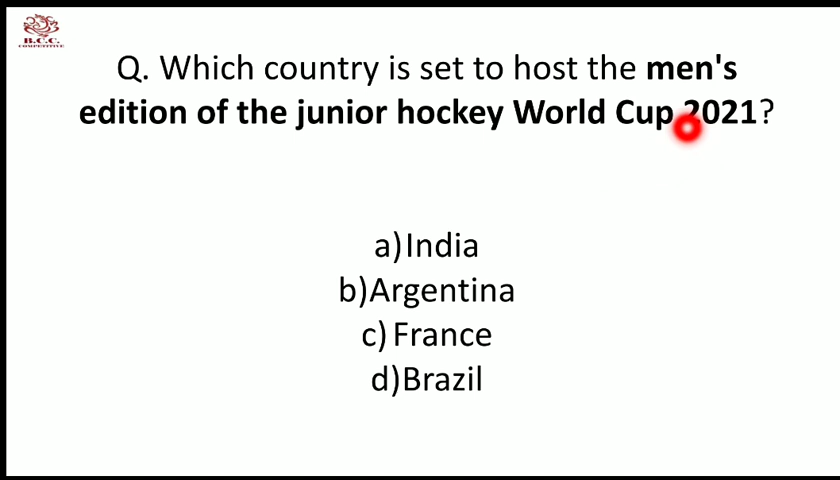 B.C.C.
COMPETITIVE
Q. Which country is set to host the men's
edition of the junior hockey World Cup 2021?
a)India
b)Argentina
c) France
d)Brazil